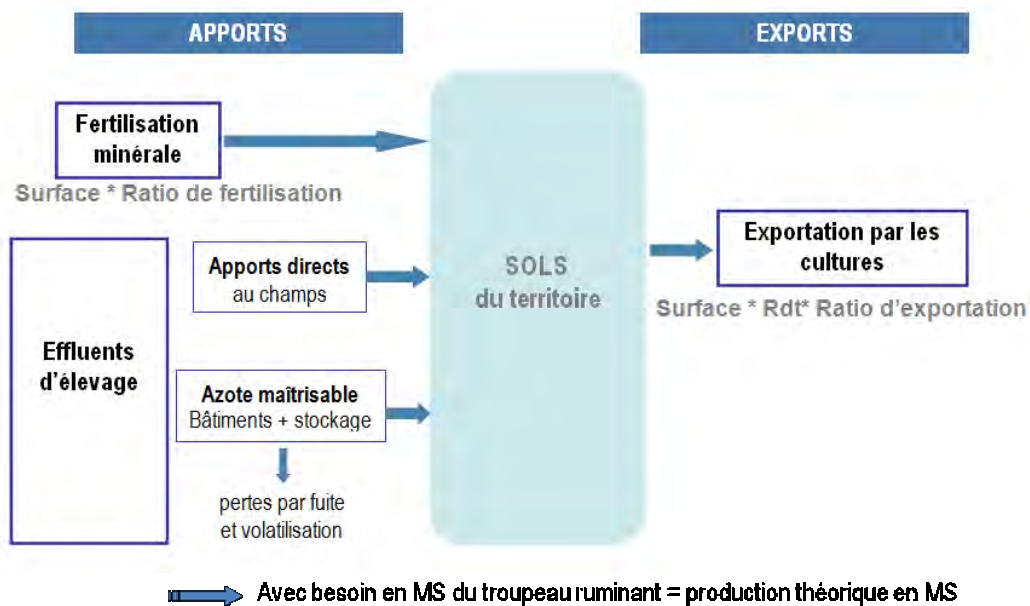 APPORTS
EXPORTS
Fertilisation
minérale
Surface * Ratio de fertilisation
Effluents
d'élevage
Apports directs
au champs
Azote maîtrisable
Bâtiments + stockage
pertes par fuite
et volatilisation
SOLS
du territoire
Exportation par les
cultures
Surface * Rdt* Ratio d'exportation
Avec besoin en MS du troupeau ruminant = production théorique en MS